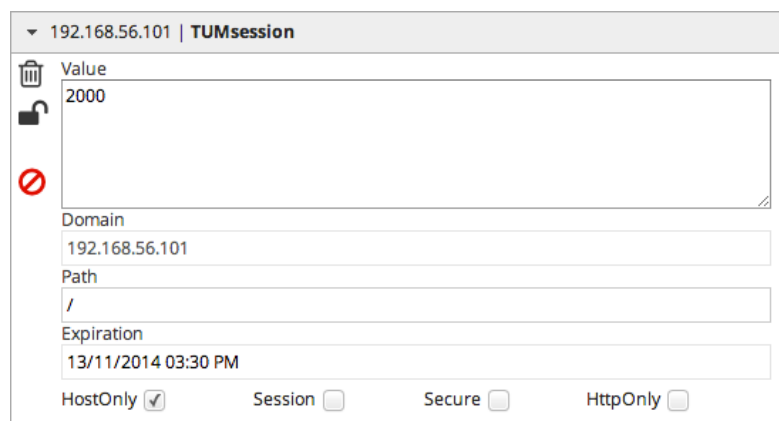 192.168.56.101 | TUMsession
Value
2000
Domain
192.168.56.101
Path
/
Expiration
13/11/2014 03:30 PM
HostOnly Session Secure HttpOnly